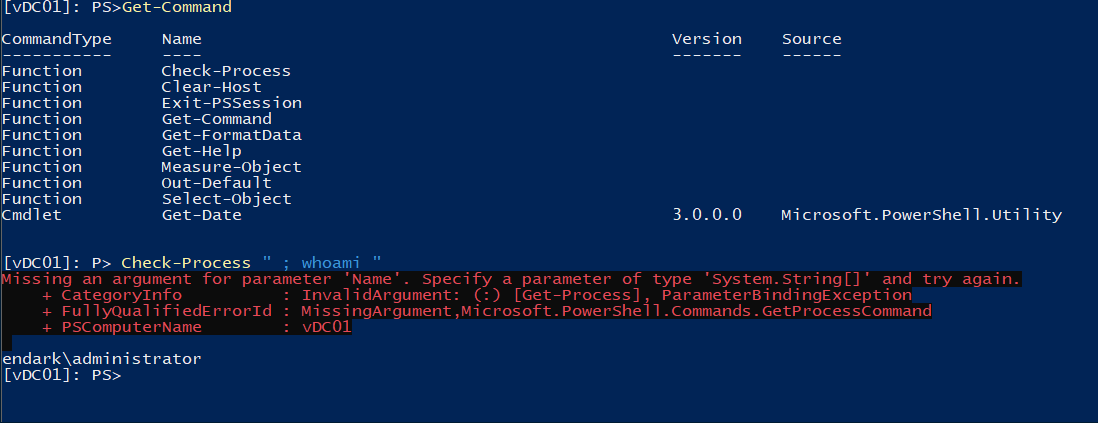 [vDC01]: PS>Get-Command
CommandType     Name                                               Version    Source
-----------     ----                                               -------    ------
Function        Check-Process
Function        Clear-Host
Function        Exit-PSSession
Function        Get-Command
Function        Get-FormatData
Function        Get-Help
Function        Measure-Object
Function        Out-Default
Function        Select-Object
Cmdlet          Get-Date                                           3.0.0.0    Microsoft.PowerShell.Utility
[vDC01]: P> Check-Process " ; whoami "
Missing an argument for parameter 'Name'. Specify a parameter of type 'System.String[]' and try again.
    + CategoryInfo          : InvalidArgument: (:) [Get-Process], ParameterBindingException
    + FullyQualifiedErrorId : MissingArgument,Microsoft.PowerShell.Commands.GetProcessCommand
    + PSComputerName        : vDC01
endark\administrator
[vDC01]: PS>